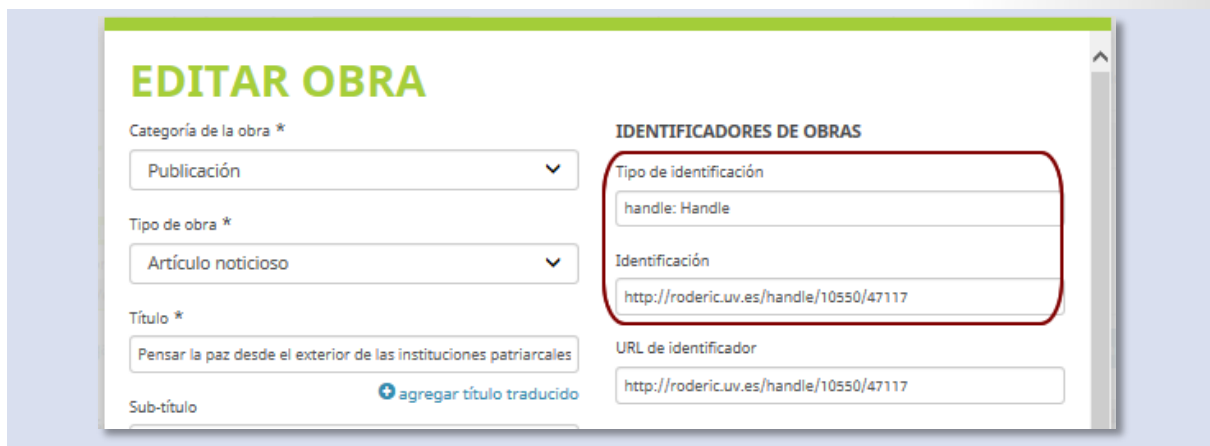 EDITAR OBRA
Categoría de la obra *
Publicación
Tipo de obra *
Artículo noticioso
Título *
Pensar la paz desde el exterior de las instituciones patriarcales
agregar título traducido
Sub-título
IDENTIFICADORES DE OBRAS
Tipo de identificación
handle: Handle
Identificación
http://roderic.uv.es/handle/10550/47117
URL de identificador
http://roderic.uv.es/handle/10550/47117